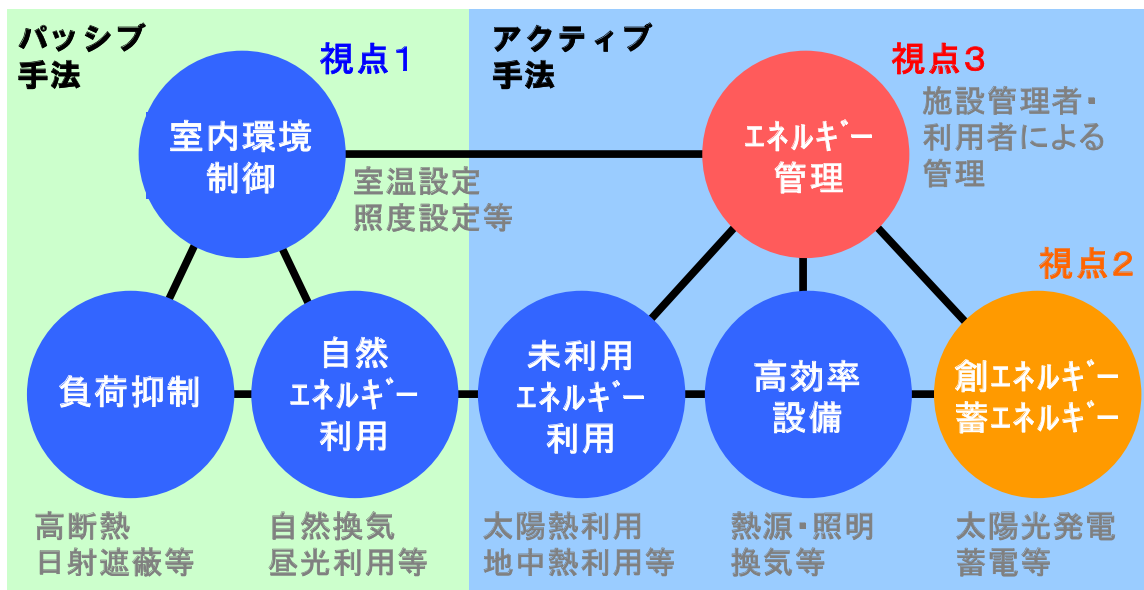 パッシブ
手法
視点1
室内環境
制御
室温設定
照度設定等
負荷抑制
高断熱
日射遮蔽等
自然
エネルギー
利用
自然換気
昼光利用等
アクティブ
手法
視点3
エネルギー
管理
施設管理者・
利用者による
管理
未利用
エネルギー
利用
太陽熱利用
地中熱利用等
高効率
設備
熱源・照明
換気等
視点2
創エネルギー
蓄エネルギー
太陽光発電
蓄電等